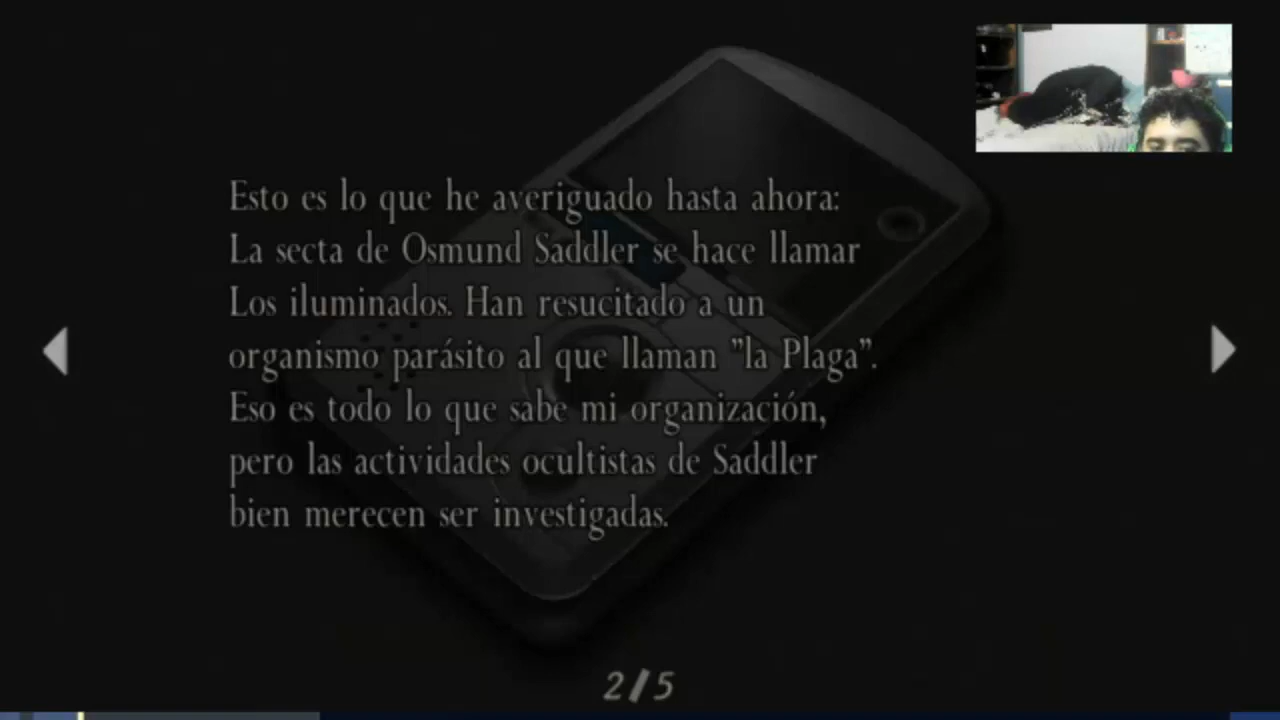 Esto es lo que he averiguado hasta ahora:
La secta de Osmund Saddler se hace llamar
Los iluminados. Han resucitado a un
organismo parásito al que llaman "la Plaga".
Eso es todo lo que sabe mi organización,
pero las actividades ocultistas de Saddler
bien merecen ser investigadas.
2/5